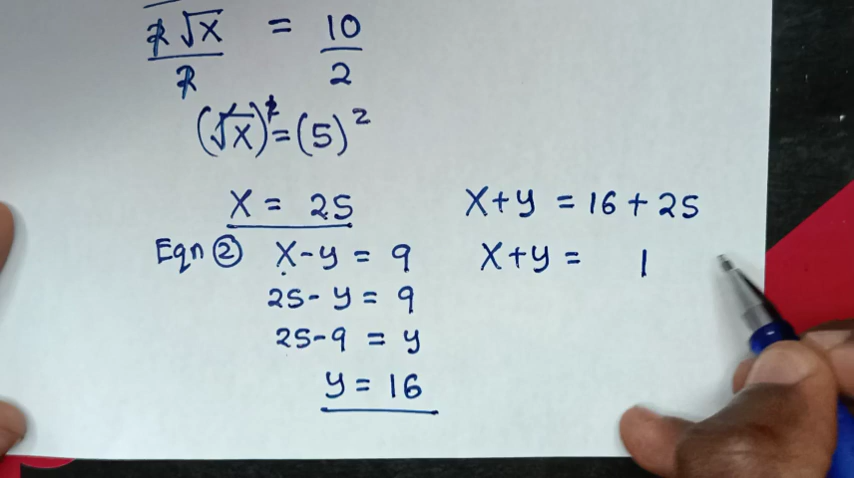 2√x/2 = 10/2
(√x)² = (5)²
x = 25
Eqn ② x-y = 9
25-y = 9
25-9 = y
y = 16
x+y = 16+25
x+y = 1